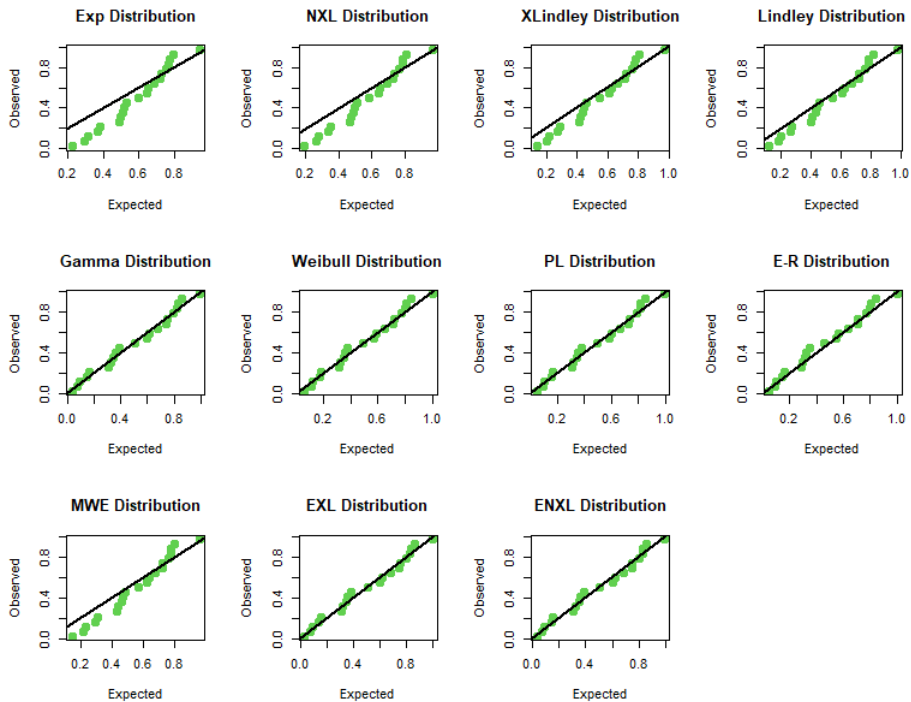 Exp Distribution
Observed
0.0 0.4 0.8
0.2 0.4 0.6 0.8
Expected
NXL Distribution
Observed
0.0 0.4 0.8
0.2 0.4 0.6 0.8
Expected
XLindley Distribution
Observed
0.0 0.4 0.8
0.2 0.4 0.6 0.8 1.0
Expected
Lindley Distribution
Observed
0.0 0.4 0.8
0.2 0.4 0.6 0.8 1.0
Expected
Gamma Distribution
Observed
0.0 0.4 0.8
0.0 0.4 0.8
Expected
Weibull Distribution
Observed
0.0 0.4 0.8
0.2 0.6 1.0
Expected
PL Distribution
Observed
0.0 0.4 0.8
0.2 0.6 1.0
Expected
E-R Distribution
Observed
0.0 0.4 0.8
0.2 0.6 1.0
Expected
MWE Distribution
Observed
0.0 0.4 0.8
0.2 0.4 0.6 0.8
Expected
EXL Distribution
Observed
0.0 0.4 0.8
0.0 0.4 0.8
Expected
ENXL Distribution
Observed
0.0 0.4 0.8
0.0 0.4 0.8
Expected